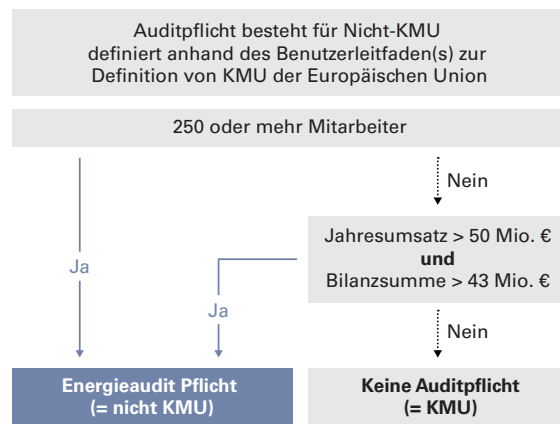 Auditpflicht besteht für Nicht-KMU
definiert anhand des Benutzerleitfaden(s) zur
Definition von KMU der Europäischen Union
250 oder mehr Mitarbeiter
Nein
Jahresumsatz > 50 Mio. €
und
Bilanzsumme > 43 Mio. €
Ja
Ja
Nein
Energieaudit Pflicht
(= nicht KMU)
Keine Auditpflicht
(= KMU)